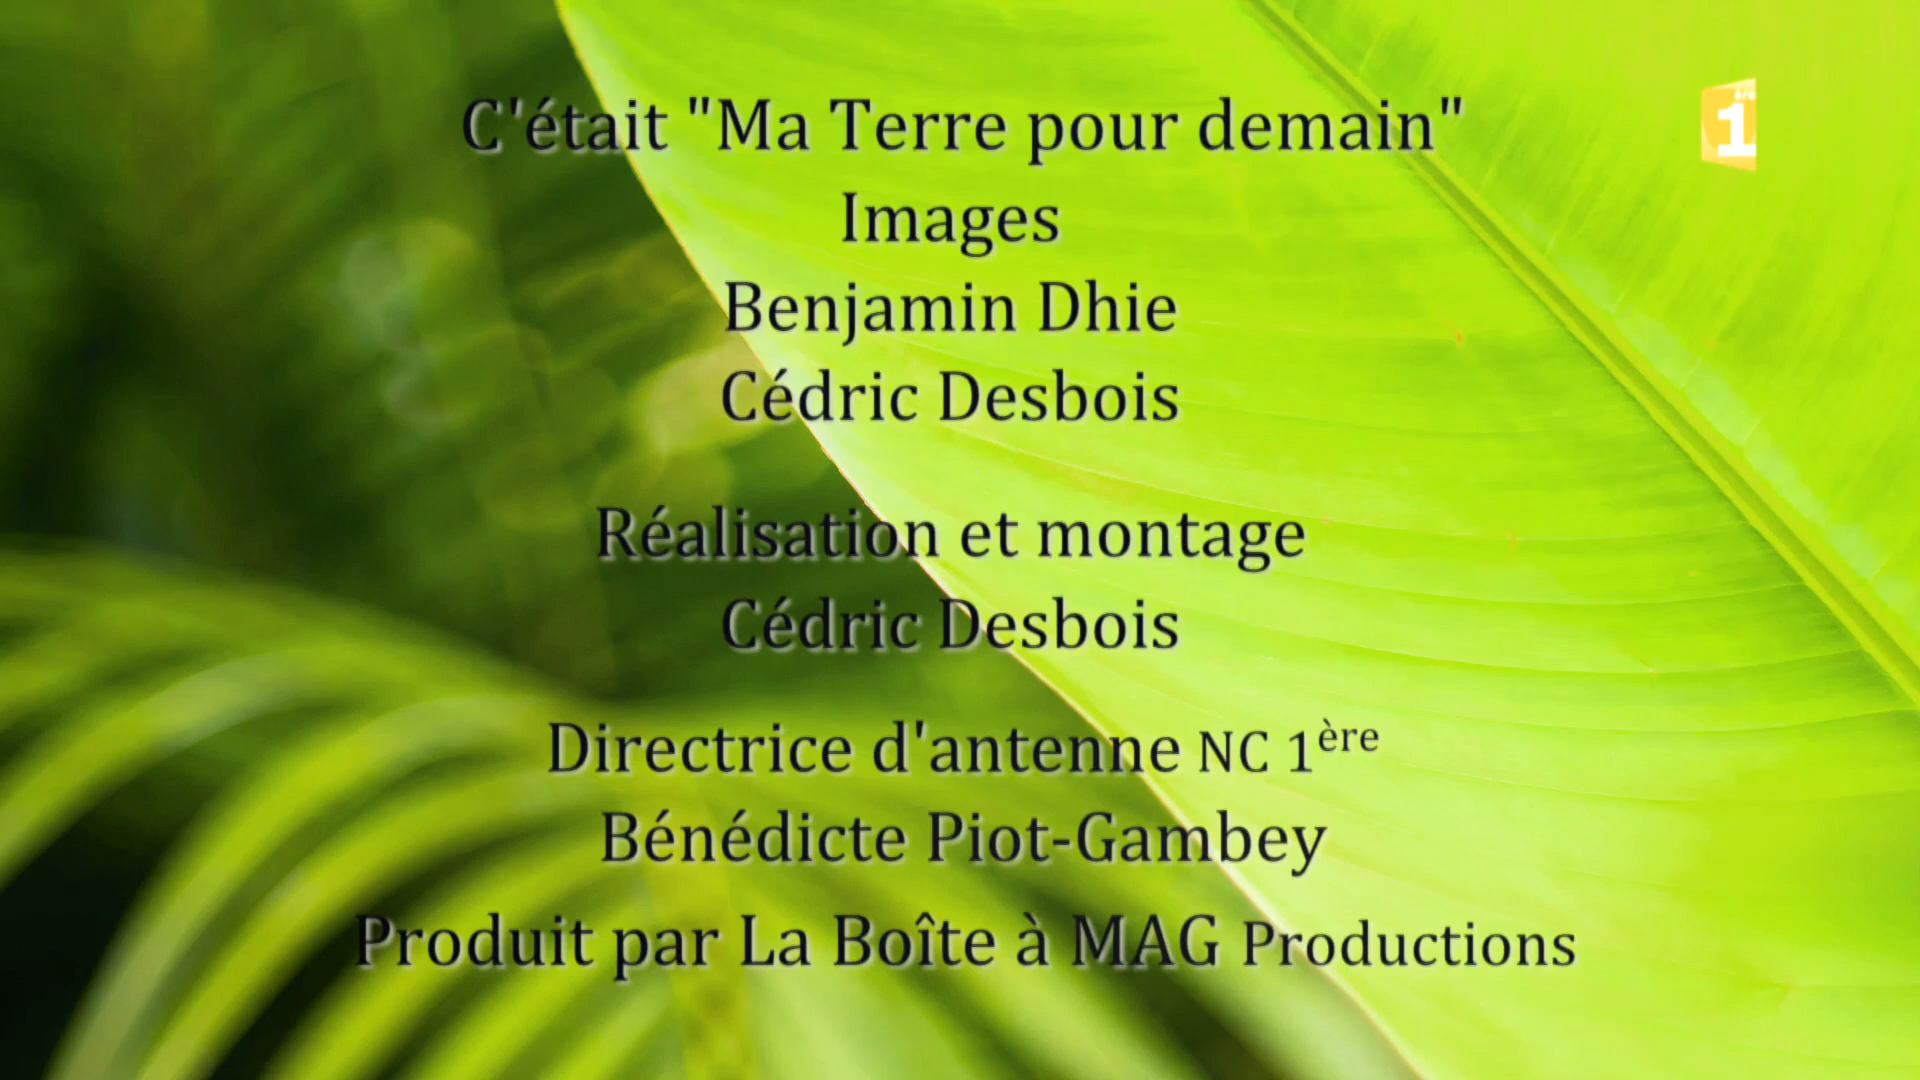 C'était "Ma Terre pour demain"
1ère
Images
Benjamin Dhie
Cédric Desbois
Réalisation et montage
Cédric Desbois
Directrice d'antenne NC 1ère
Bénédicte Piot-Gambey
Produit par La Boîte à MAG Productions